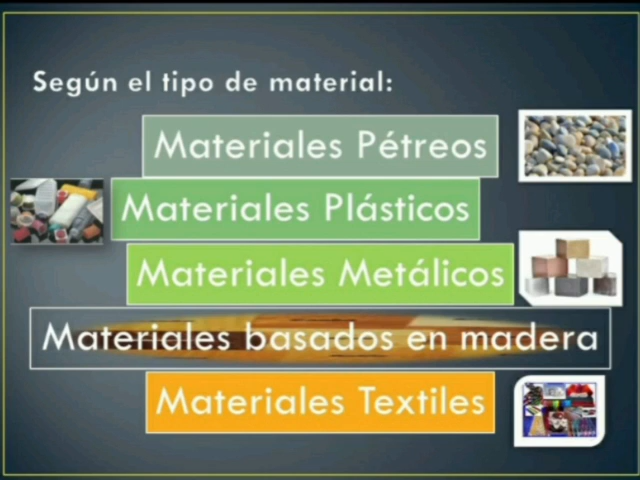 Según el tipo de material:
Materiales Pétreos
Materiales Plásticos
Materiales Metálicos
Materiales basados en madera
Materiales Textiles